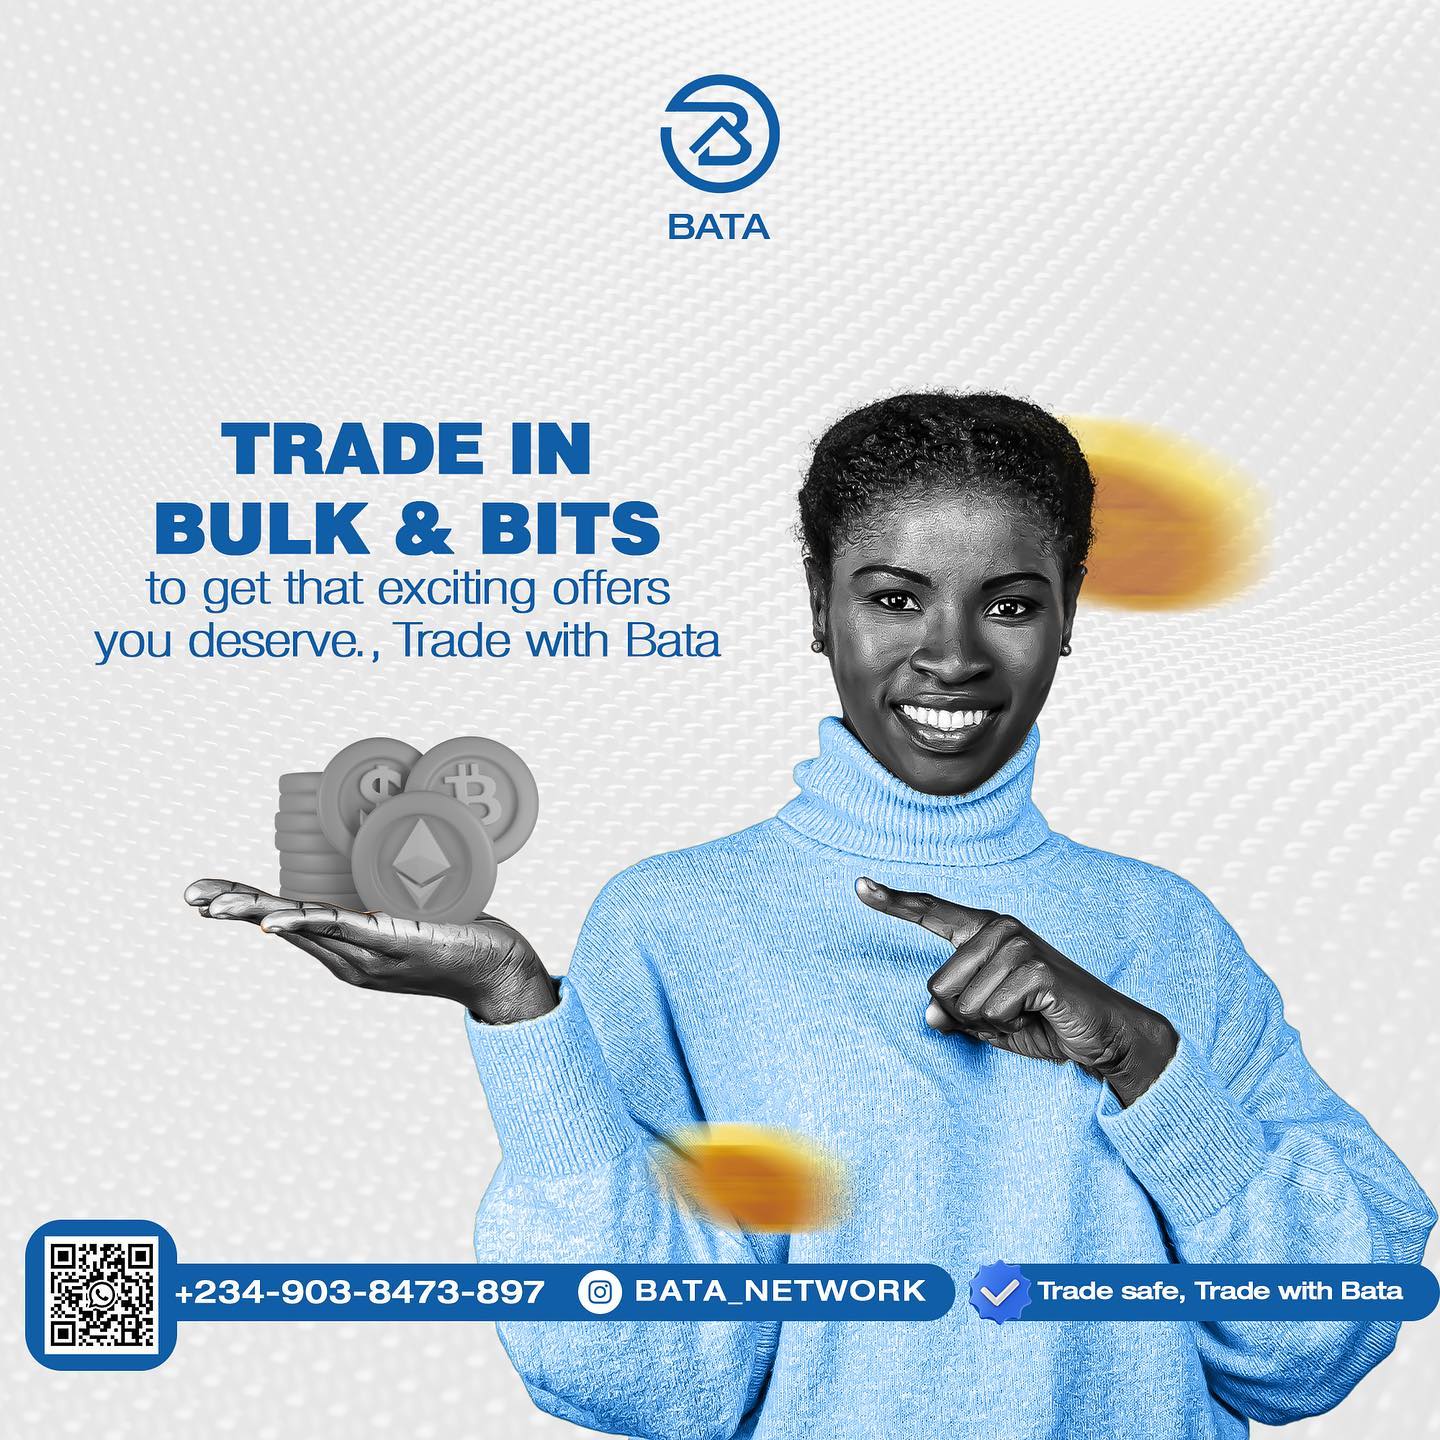 BATA
TRADE IN
BULK & BITS
to get that exciting offers
you deserve., Trade with Bata
+234-903-8473-897
BATA_NETWORK
Trade safe, Trade with Bata